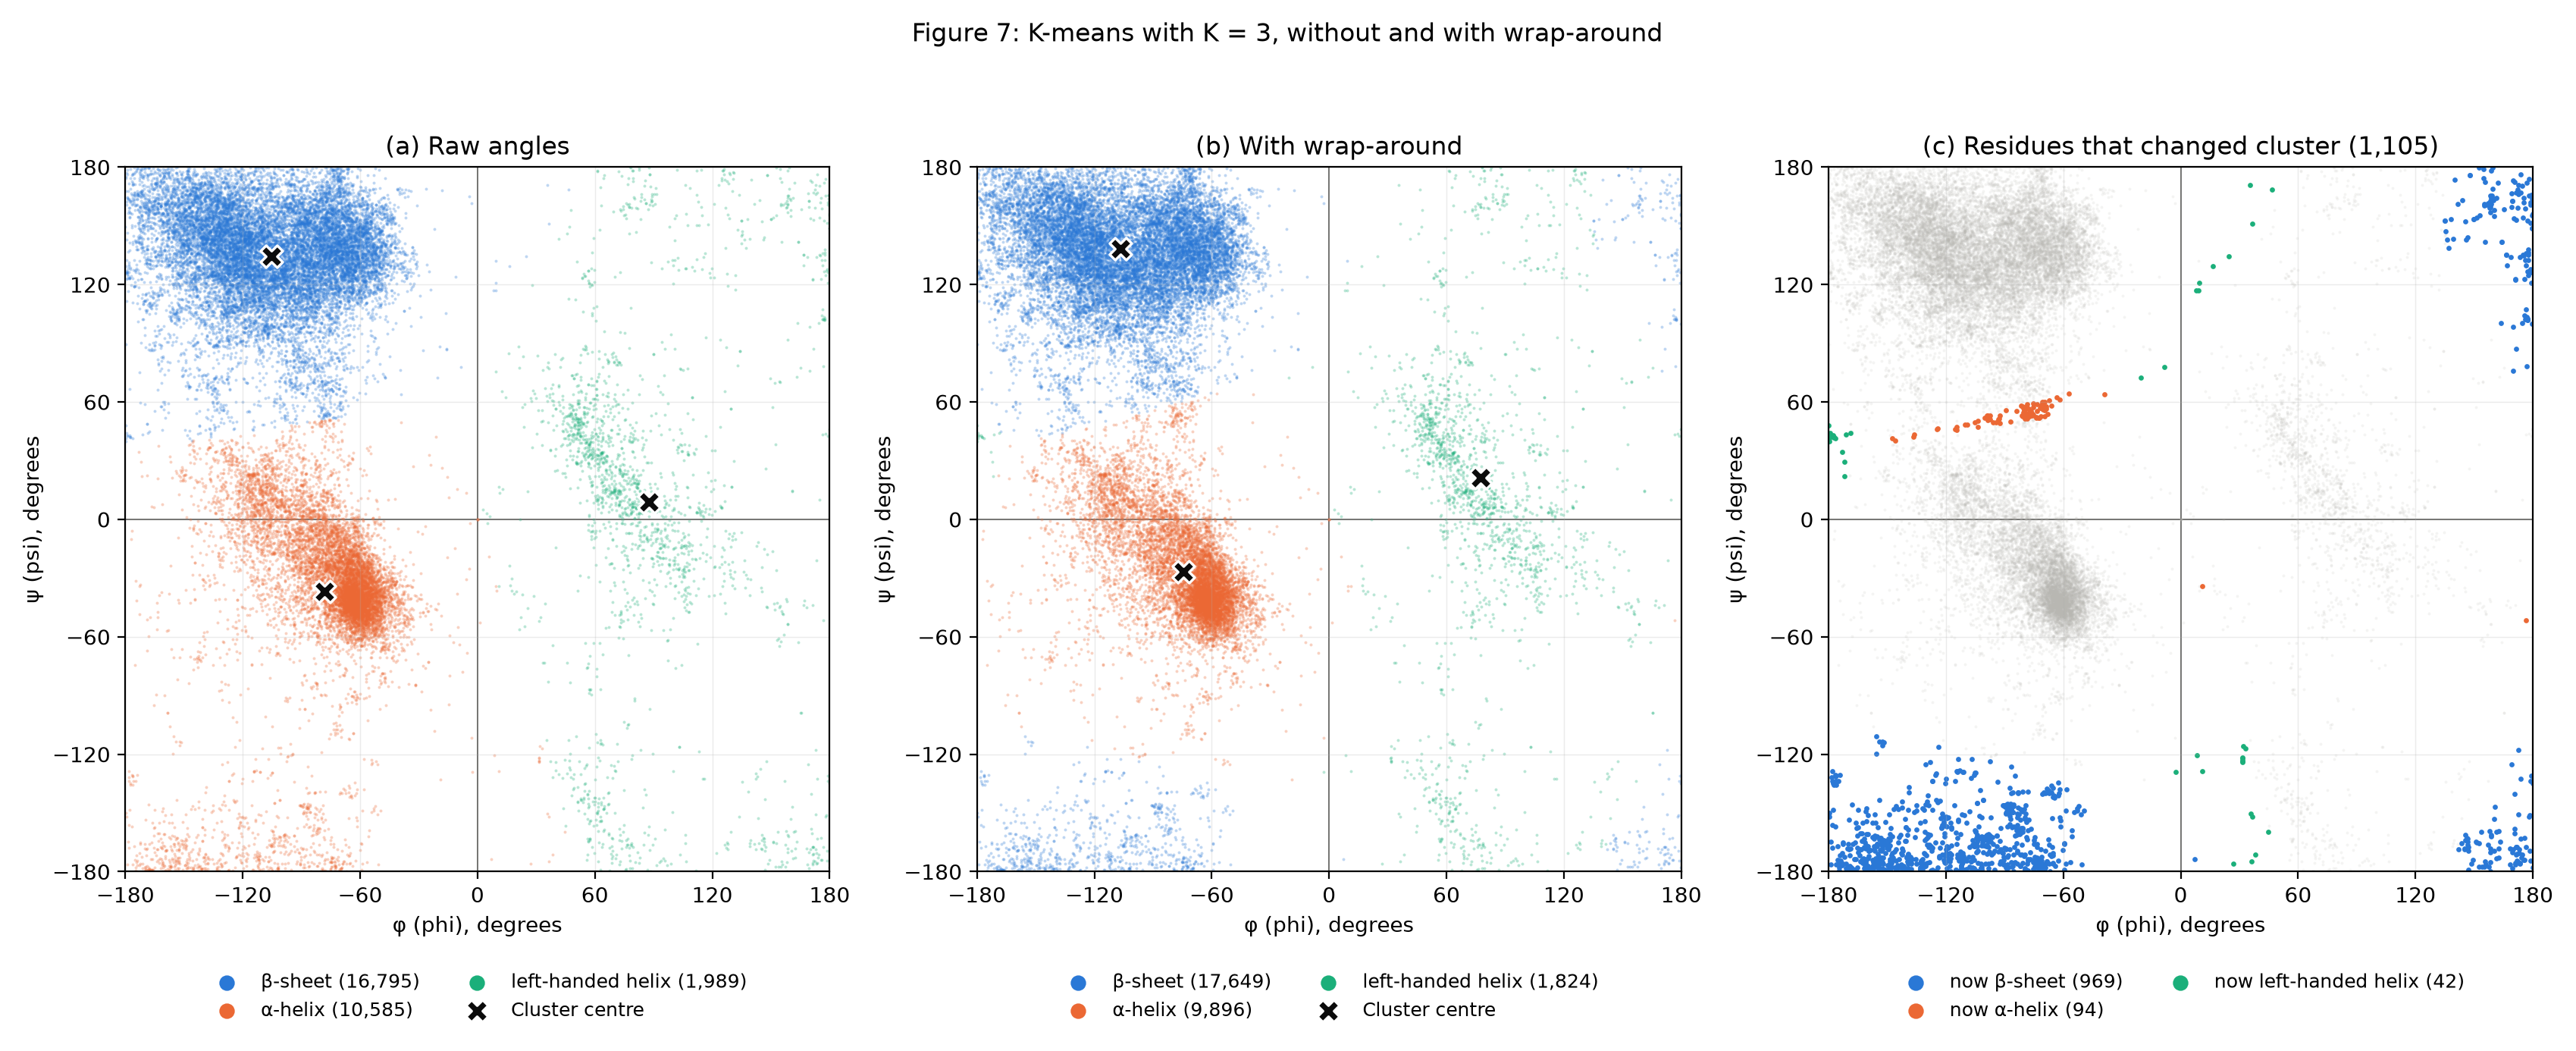 Figure 7: K-means with K = 3, without and with wrap-around
(a) Raw angles
180
120
60
0
−60
−120
−180
−180
−120
−60
0
60
120
180
ψ (psi), degrees
φ (phi), degrees
β-sheet (16,795)
α-helix (10,585)
left-handed helix (1,989)
Cluster centre
(b) With wrap-around
180
120
60
0
−60
−120
−180
−180
−120
−60
0
60
120
180
ψ (psi), degrees
φ (phi), degrees
β-sheet (17,649)
α-helix (9,896)
left-handed helix (1,824)
Cluster centre
(c) Residues that changed cluster (1,105)
180
120
60
0
−60
−120
−180
−180
−120
−60
0
60
120
180
ψ (psi), degrees
φ (phi), degrees
now β-sheet (969)
now α-helix (94)
now left-handed helix (42)